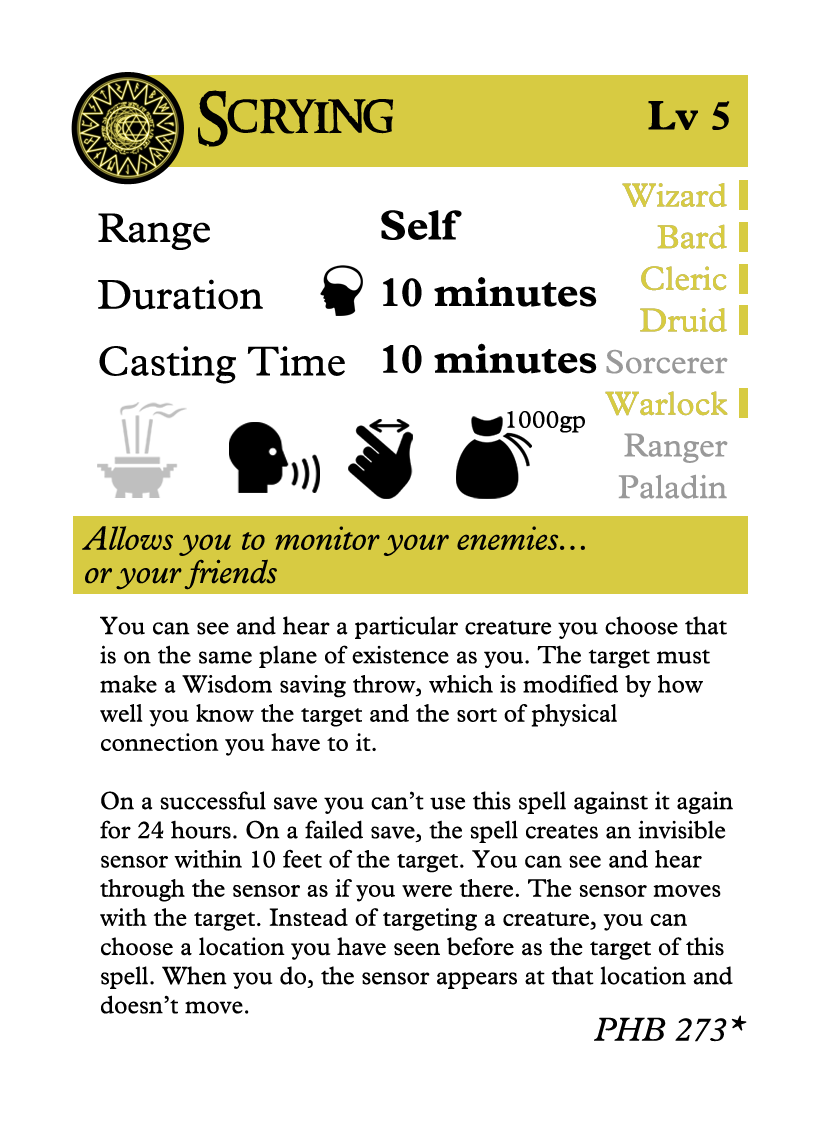 SCRYING
Lv 5
Range Self
Duration 10 minutes
Casting Time 10 minutes
1000gp
Wizard
Bard
Cleric
Druid
Sorcerer
Warlock
Ranger
Paladin
Allows you to monitor your enemies…
or your friends
You can see and hear a particular creature you choose that
is on the same plane of existence as you. The target must
make a Wisdom saving throw, which is modified by how
well you know the target and the sort of physical
connection you have to it.
On a successful save you can’t use this spell against it again
for 24 hours. On a failed save, the spell creates an invisible
sensor within 10 feet of the target. You can see and hear
through the sensor as if you were there. The sensor moves
with the target. Instead of targeting a creature, you can
choose a location you have seen before as the target of this
spell. When you do, the sensor appears at that location and
doesn’t move.
PHB 273*